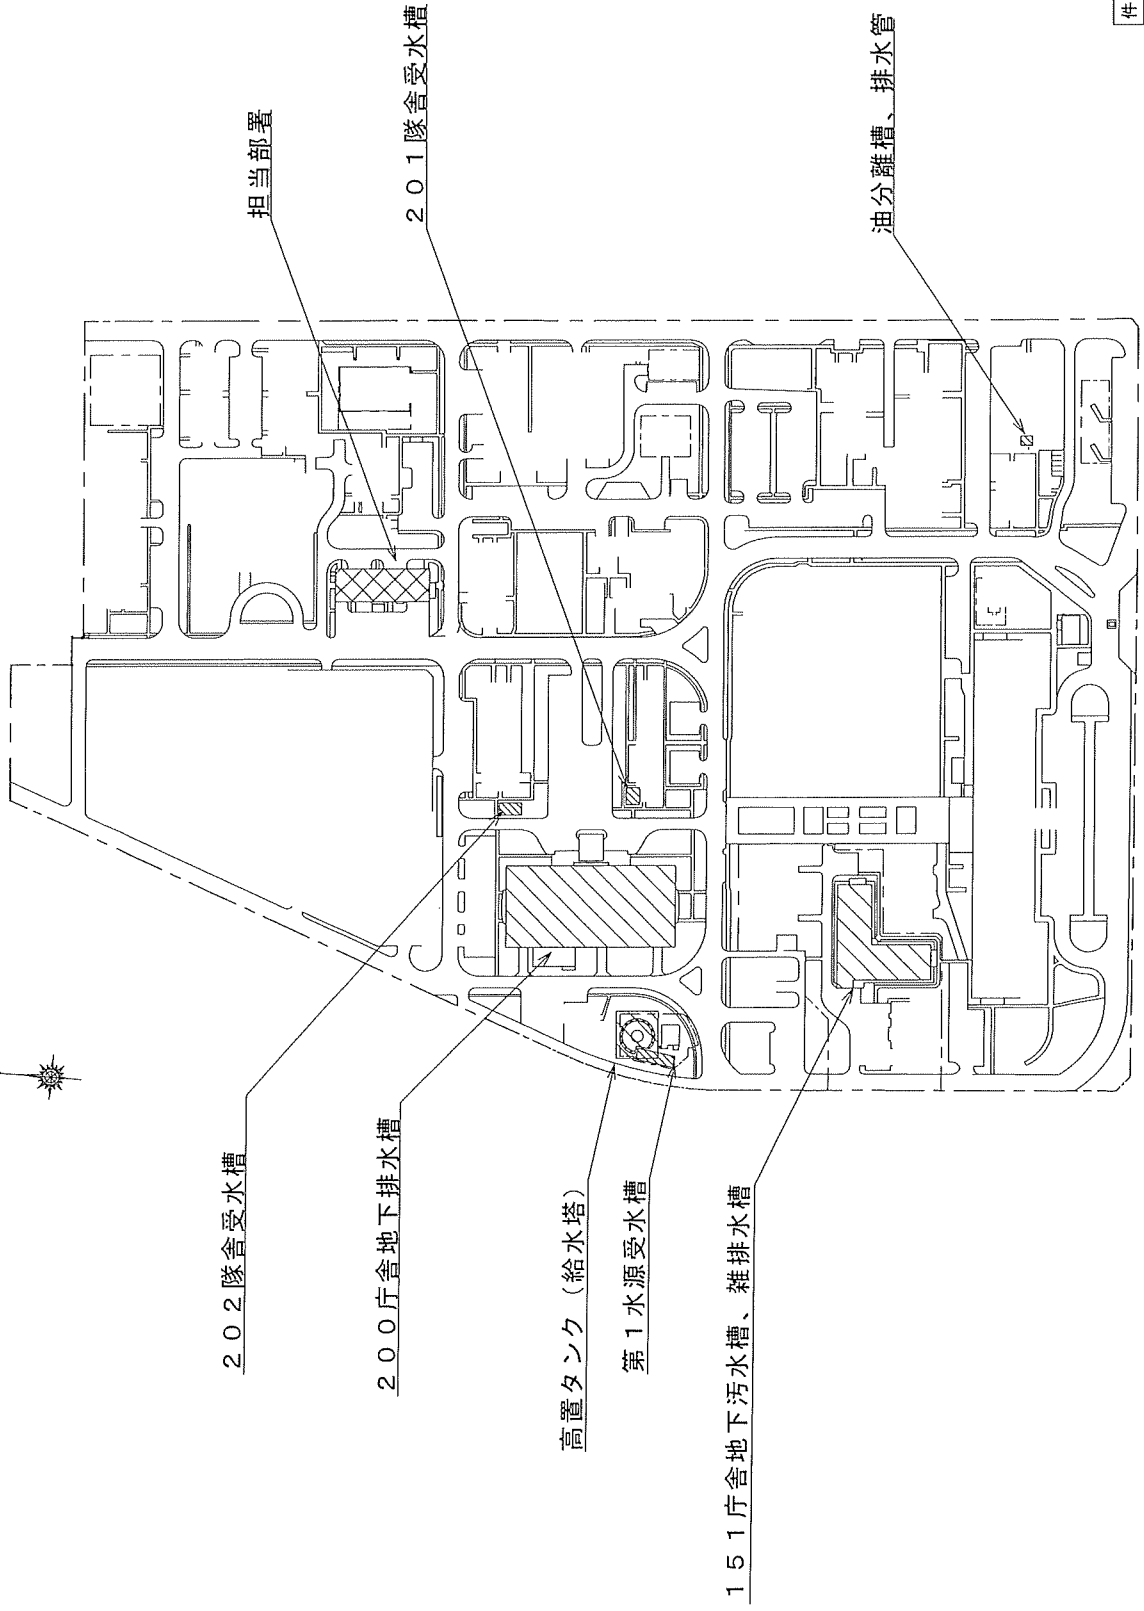 担当部署
201隊舎受水槽
油分離槽、排水管
202隊舎受水槽
200庁舎地下排水槽
高置タンク（給水塔）
第1水源受水槽
151庁舎地下汚水槽、雑排水槽
件